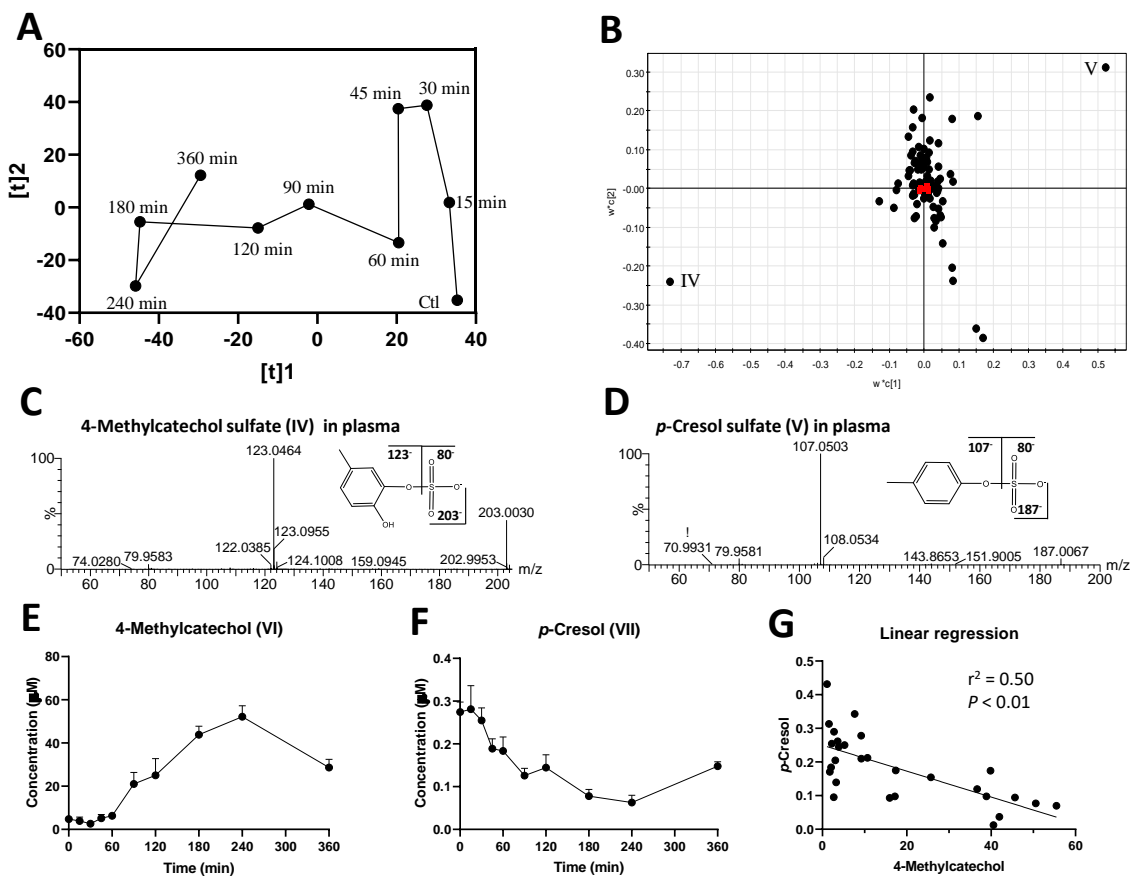 A
60
40
20
0
-20
-40
-60
-40
-20
0
20
40
[t]2
[t]1
45 min
30 min
360 min
90 min
15 min
180 min
120 min
60 min
240 min
Ctl
B
V
IV
0.30
0.20
0.10
-0.00
-0.10
-0.20
-0.30
-0.40
-0.7
-0.6
-0.5
-0.4
-0.3
-0.2
-0.1
0.0
0.1
0.2
0.3
0.4
0.5
w*c[2]
w*c[1]
C
4-Methylcatechol sulfate (IV) in plasma
100
%
0
123.0464
123.0955
122.0385
124.1008
74.0280
79.9583
159.0945
202.9953
203.0030
m/z
60
80
100
120
140
160
180
200
123-
80-
203-
O
S
O
O
O-
OH
D
p-Cresol sulfate (V) in plasma
100
%
0
107.0503
108.0534
!
70.9931
79.9581
143.8653
151.9005
187.0067
m/z
60
80
100
120
140
160
180
200
107-
80-
187-
O
S
O
O
O-
E
4-Methylcatechol (VI)
Concentration (µM)
80
60
40
20
0
0
60
120
180
240
300
360
Time (min)
F
p-Cresol (VII)
Concentration (µM)
0.4
0.3
0.2
0.1
0.0
0
60
120
180
240
300
360
Time (min)
G
Linear regression
r² = 0.50
P < 0.01
p-Cresol
0.5
0.4
0.3
0.2
0.1
0.0
0
20
40
60
4-Methylcatechol